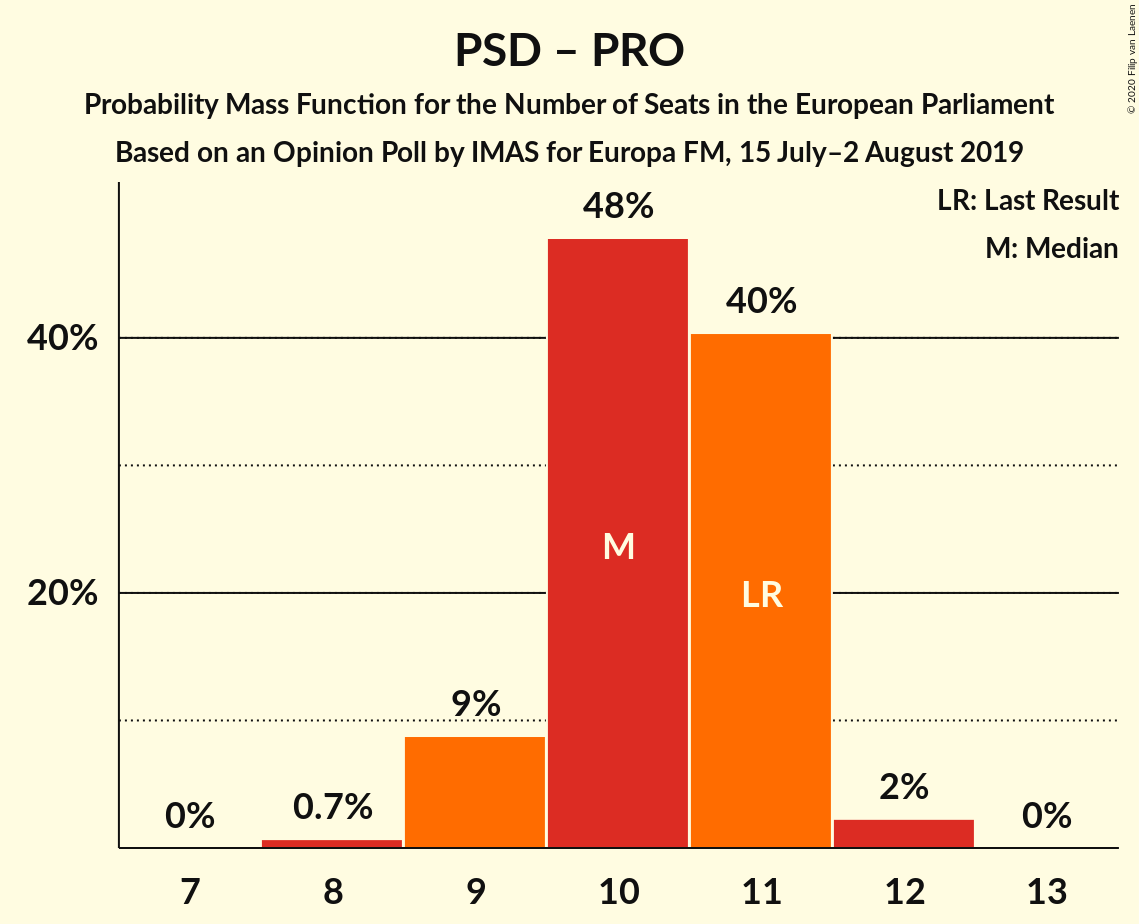 PSD – PRO
Probability Mass Function for the Number of Seats in the European Parliament
Based on an Opinion Poll by IMAS for Europa FM, 15 July–2 August 2019
© 2020 Filip van Laenen
LR: Last Result
M: Median
48%
40%
40%
M
LR
20%
9%
0%
0.7%
2%
0%
7 8 9 10 11 12 13